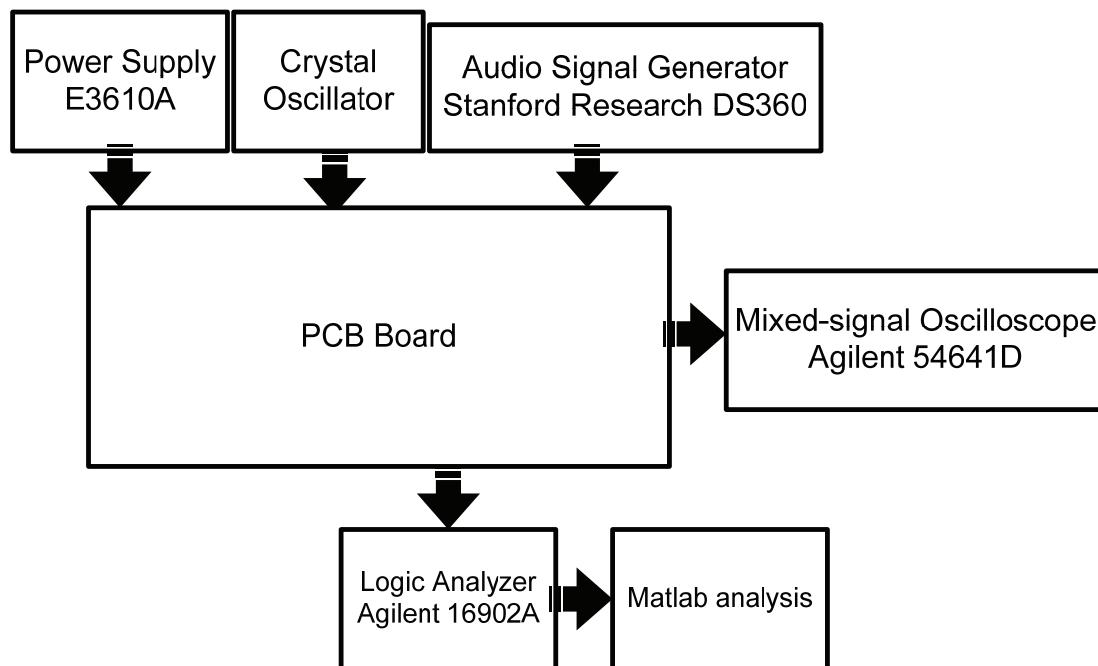 Power Supply
E3610A
Crystal
Oscillator
Audio Signal Generator
Stanford Research DS360
PCB Board
Mixed-signal Oscilloscope
Agilent 54641D
Logic Analyzer
Agilent 16902A
Matlab analysis